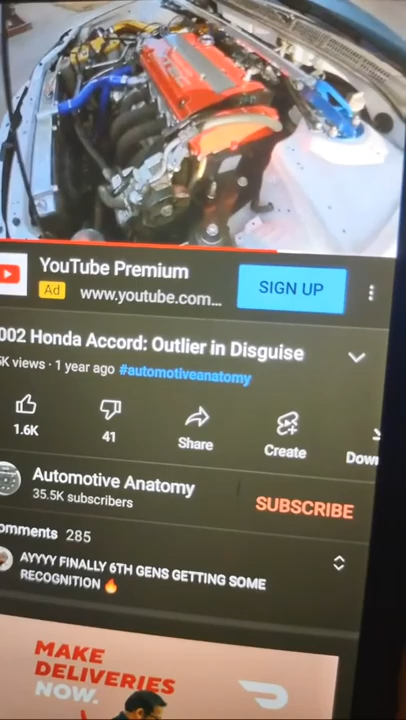 YouTube Premium
Ad www.youtube.com...
SIGN UP
002 Honda Accord: Outlier in Disguise
5K views · 1 year ago #automotiveanatomy
1.6K
41
Share
Create
Down
Automotive Anatomy
35.5K subscribers
SUBSCRIBE
omments 285
AYYYY FINALLY 6TH GENS GETTING SOME
RECOGNITION 🔥
MAKE
DELIVERIES
NOW.